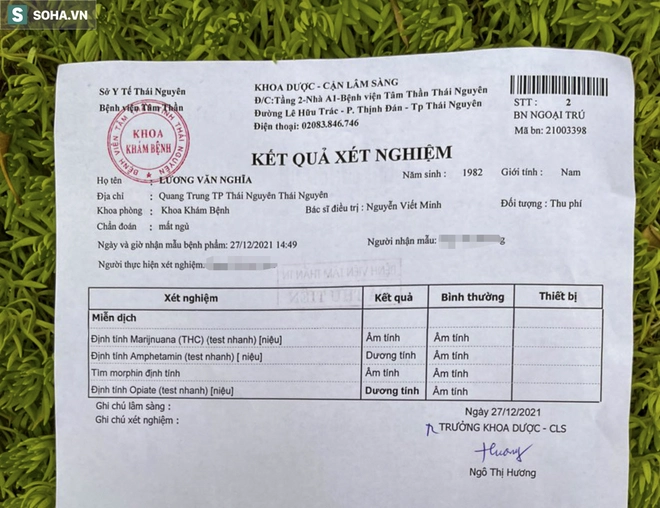 S SOHA.VN
Sở Y Tế Thái Nguyên
Bệnh viện Tâm Thần
BỆNH VIỆN TÂM THẦN THÁI NGUYÊN
KHOA
KHÁM BỆNH
KHOA DƯỢC - CẬN LÂM SÀNG
Đ/C:Tầng 2-Nhà A1-Bệnh viện Tâm Thần Thái Nguyên
Đường Lê Hữu Trác - P. Thịnh Đán - Tp Thái Nguyên
Điện thoại: 02083.846.746
STT : 2
BN NGOẠI TRÚ
Mã bn: 21003398
KẾT QUẢ XÉT NGHIỆM
Họ tên : LƯƠNG VĂN NGHĨA Năm sinh : 1982 Giới tính : Nam
Địa chỉ : Quang Trung TP Thái Nguyên Thái Nguyên
Khoa phòng : Khoa Khám Bệnh Bác sĩ điều trị : Nguyễn Viết Minh Đối tượng : Thu phí
Chẩn đoán : mất ngủ
Ngày và giờ nhận mẫu bệnh phẩm: 27/12/2021 14:49 Người nhận mẫu:
Người thực hiện xét nghiệm:
Xét nghiệm Kết quả Bình thường Thiết bị
Miễn dịch
Định tính Marijnuana (THC) (test nhanh) [niệu] Âm tính Âm tính
Định tính Amphetamin (test nhanh) [ niệu] Dương tính Âm tính
Tìm morphin định tính Âm tính Âm tính
Định tính Opiate (test nhanh) [niệu] Dương tính Âm tính
Ghi chú lâm sàng :
Ghi chú xét nghiệm :
Ngày 27/12/2021
TRƯỞNG KHOA DƯỢC - CLS
Hương
Ngô Thị Hương